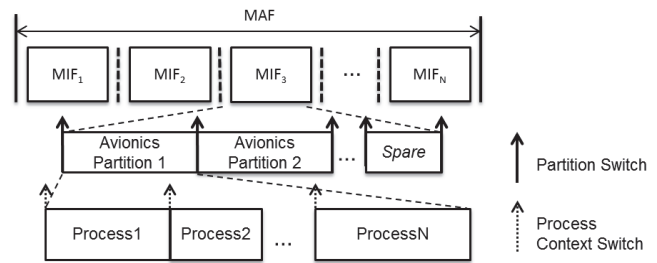 MAF
MIF1 MIF2 MIF3 ... MIFN
Avionics Partition 1
Avionics Partition 2
...
Spare
Partition Switch
Process1 Process2 ... ProcessN
Process Context Switch